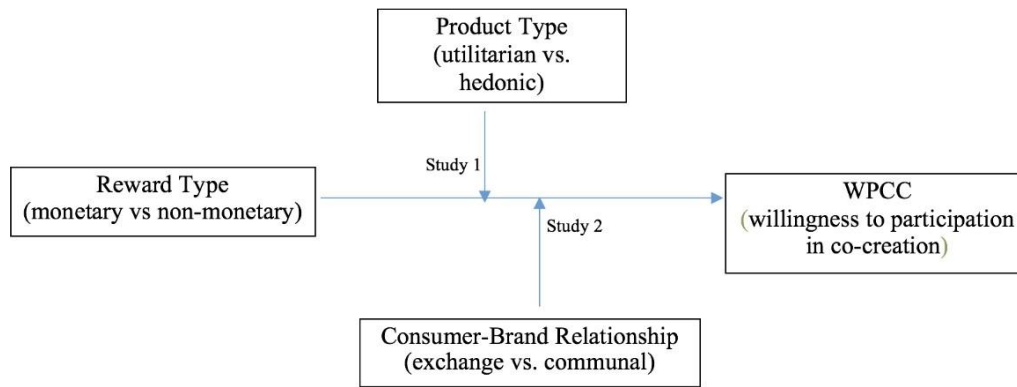 Product Type
(utilitarian vs.
hedonic)
Study 1
Reward Type
(monetary vs non-monetary)
WPCC
(willingness to participation
in co-creation)
Study 2
Consumer-Brand Relationship
(exchange vs. communal)